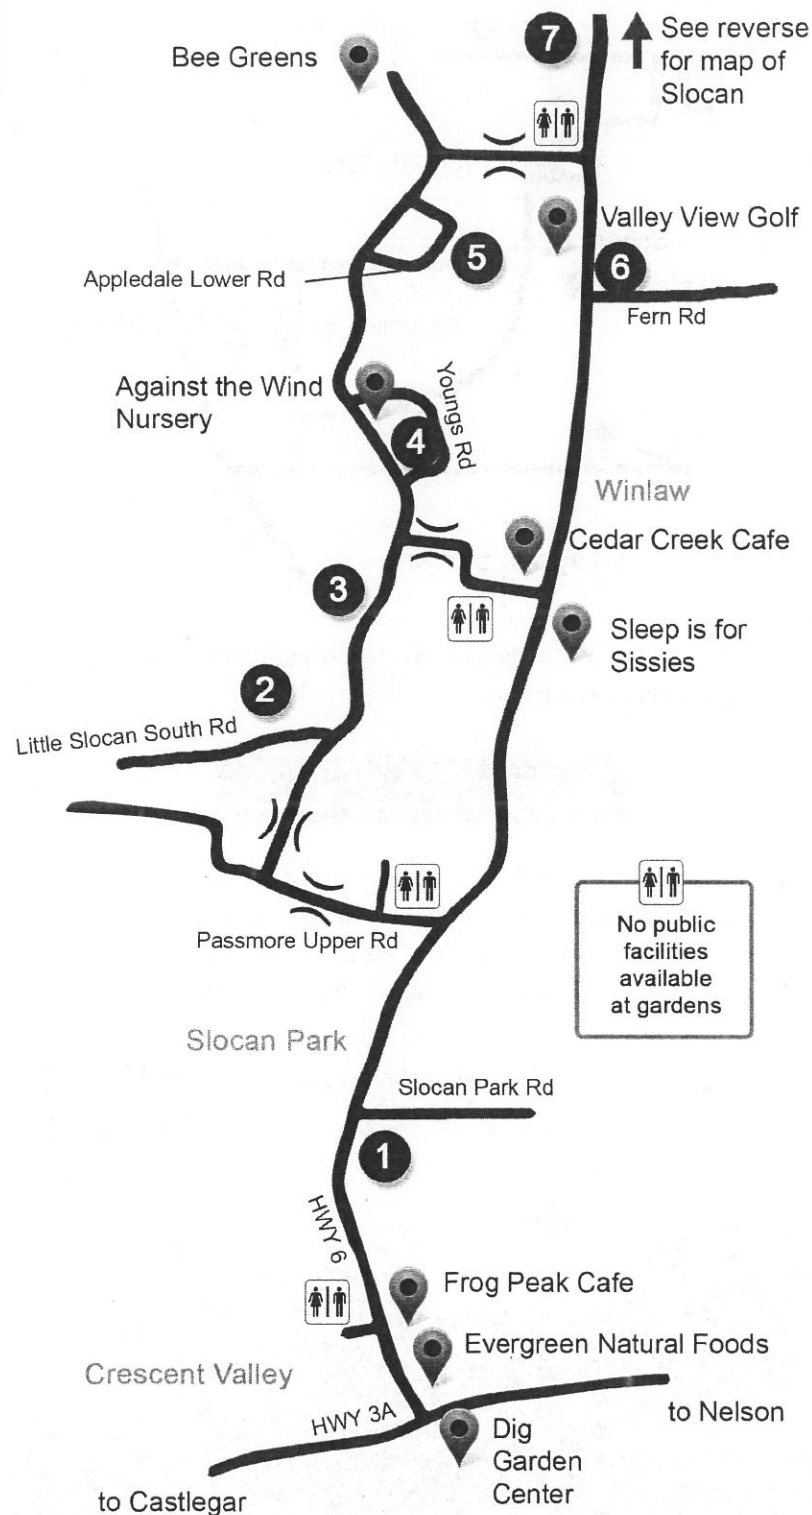 7
See reverse
for map of
Slocan
Bee Greens
Valley View Golf
5
6
Appledale Lower Rd
Fern Rd
Against the Wind
Nursery
Youngs Rd
4
Winlaw
Cedar Creek Cafe
3
Sleep is for
Sissies
2
Little Slocan South Rd
No public
facilities
available
at gardens
Passmore Upper Rd
Slocan Park
Slocan Park Rd
1
HWY 6
Frog Peak Cafe
Evergreen Natural Foods
Crescent Valley
HWY 3A
to Nelson
Dig
Garden
Center
to Castlegar